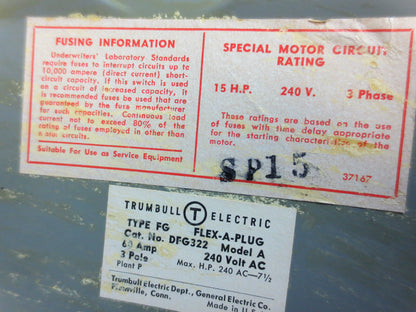 FUSING INFORMATION
Underwriters' Laboratory Standards
require fuses to interrupt circuits up to
10,000 ampere (direct current) short-
circuit capacity. If this switch is used
on a circuit of increased capacity, it
is recommended fuses be used that are
guaranteed by the fuse manufacturer
for such capacities. Continuous load
current not to exceed 80% of the
rating of fuses employed in other than
motor circuits.
Suitable For Use as Service Equipment
SPECIAL MOTOR CIRCUIT
RATING
15 H.P. 240 V. 3 Phase
These ratings are based on the use
of fuses with time delay appropriate
for the starting characteristics of the
motor.
SP15
37167
TRUMBULL T ELECTRIC
TYPE FG FLEX-A-PLUG
Cat. No. DFG322 Model A
60 Amp 240 Volt AC
3 Pole Max. H.P. 240 AC—7½
Plant P
Trumbull Electric Dept., General Electric Co.
Plainville, Conn. Made in U.S.